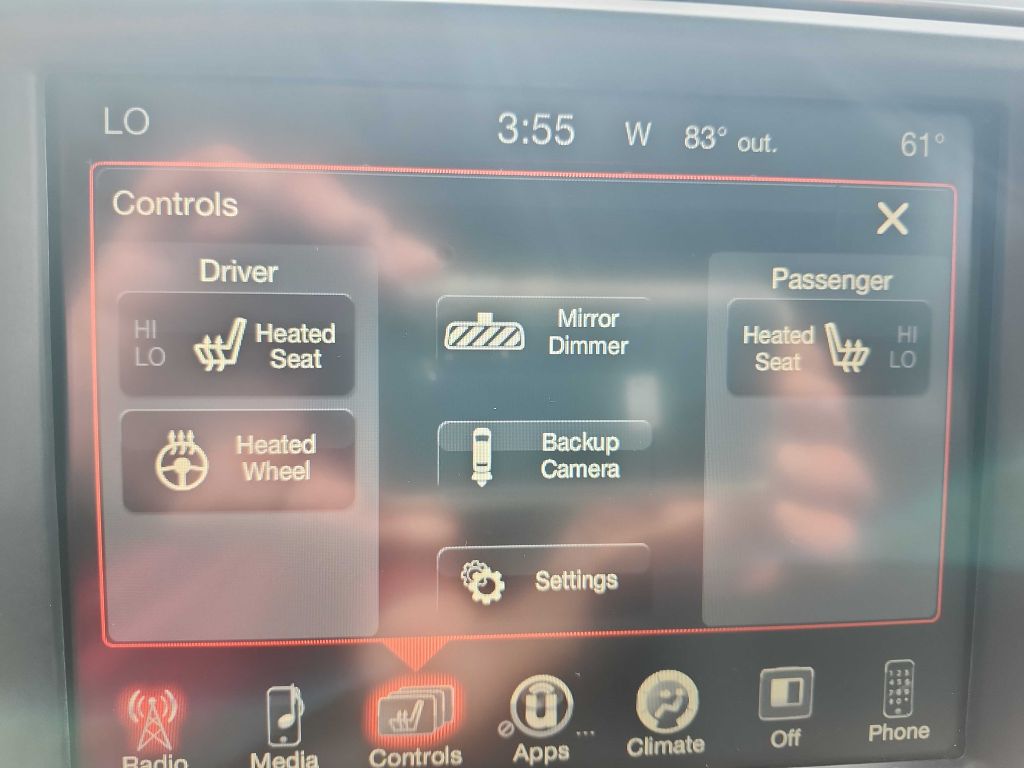 LO 3:55 W 83° out. 61°
Controls
Driver
HI
LO
Heated
Seat
Heated
Wheel
Mirror
Dimmer
Backup
Camera
Settings
Passenger
Heated
Seat
HI
LO
Radio Media Controls Apps ... Climate Off Phone